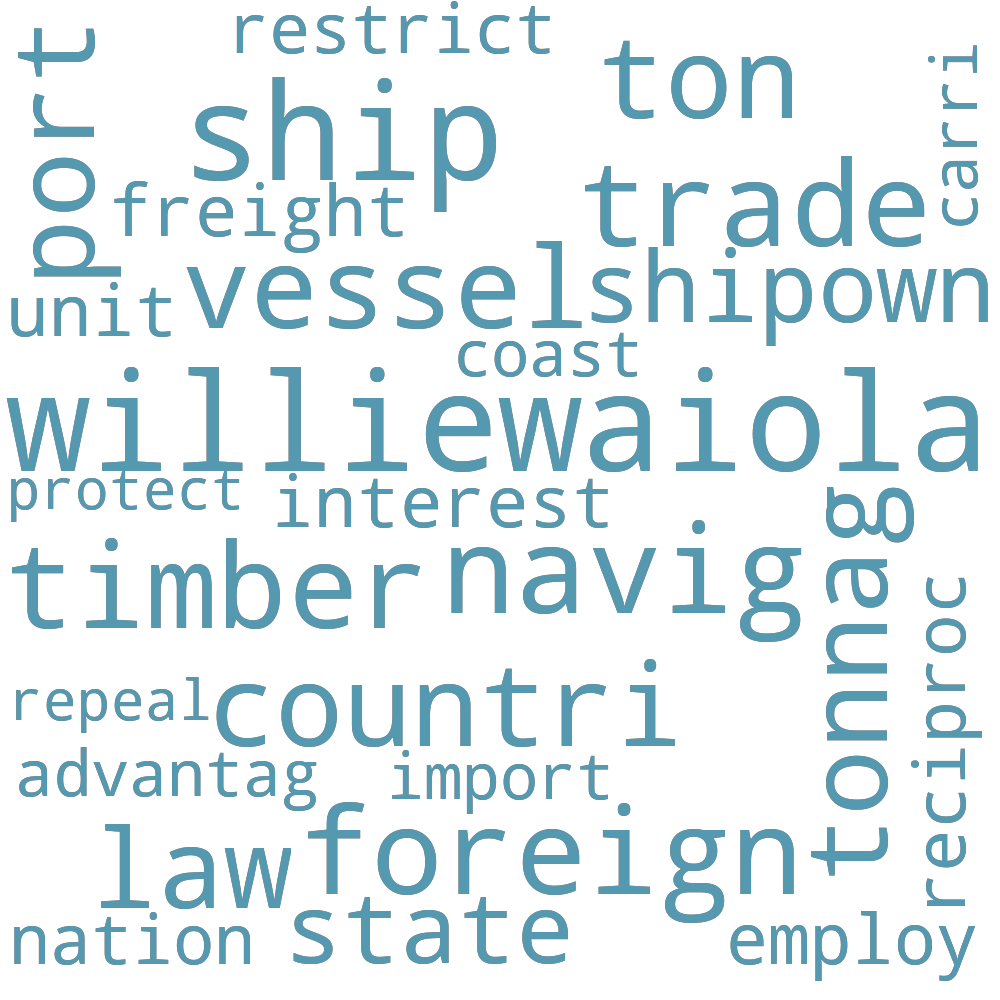 restrict
port
ship
ton
carri
freight
trade
unit
vessel
shipown
coast
williewaiola
protect
interest
timber
navig
tonnag
reciproc
repeal
countri
advantag
import
law
foreign
nation
state
employ